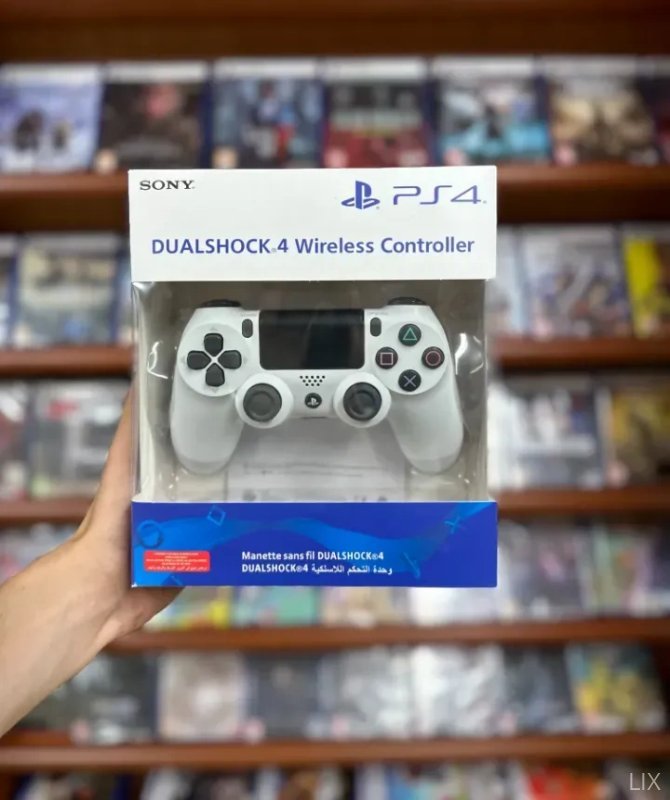 SONY
PS4
DUALSHOCK®4 Wireless Controller
Manette sans fil DUALSHOCK®4
وحدة التحكم اللاسلكية DUALSHOCK®4
LIX